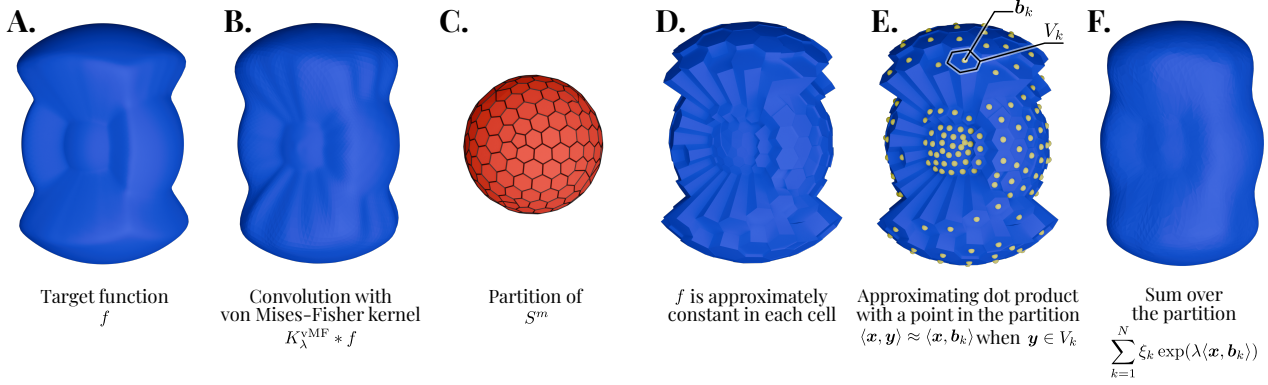 A.
Target function
f
B.
Convolution with
von Mises-Fisher kernel
K_λ^vMF * f
C.
Partition of
S^m
D.
f is approximately
constant in each cell
E.
b_k
V_k
Approximating dot product
with a point in the partition
⟨x, y⟩ ≈ ⟨x, b_k⟩ when y ∈ V_k
F.
Sum over
the partition
∑_{k=1}^{N} ξ_k exp(λ⟨x, b_k⟩)